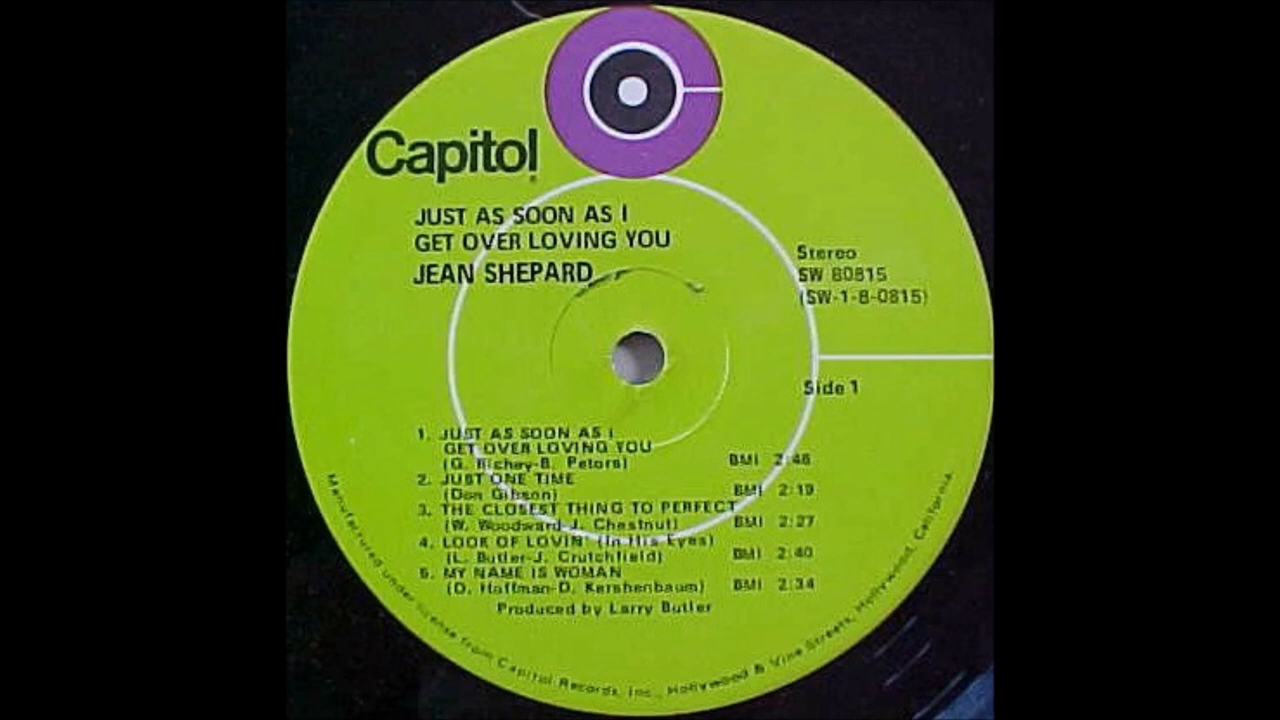 Capitol
JUST AS SOON AS I
GET OVER LOVING YOU
JEAN SHEPARD
Stereo
SW 80815
(SW-1-8-0815)
Side 1
1. JUST AS SOON AS I
GET OVER LOVING YOU
(G. Richey-B. Peters) BMI 2:46
2. JUST ONE TIME
(Don Gibson) BMI 2:19
3. THE CLOSEST THING TO PERFECT
(W. Woodward-J. Chestnut) BMI 2:27
4. LOOK OF LOVIN' (In His Eyes)
(L. Butler-J. Crutchfield) BMI 2:40
5. MY NAME IS WOMAN
(D. Hoffman-D. Kershenbaum) BMI 2:34
Produced by Larry Butler
Manufactured under license from Capitol Records, Inc., Hollywood & Vine Streets, Hollywood, California